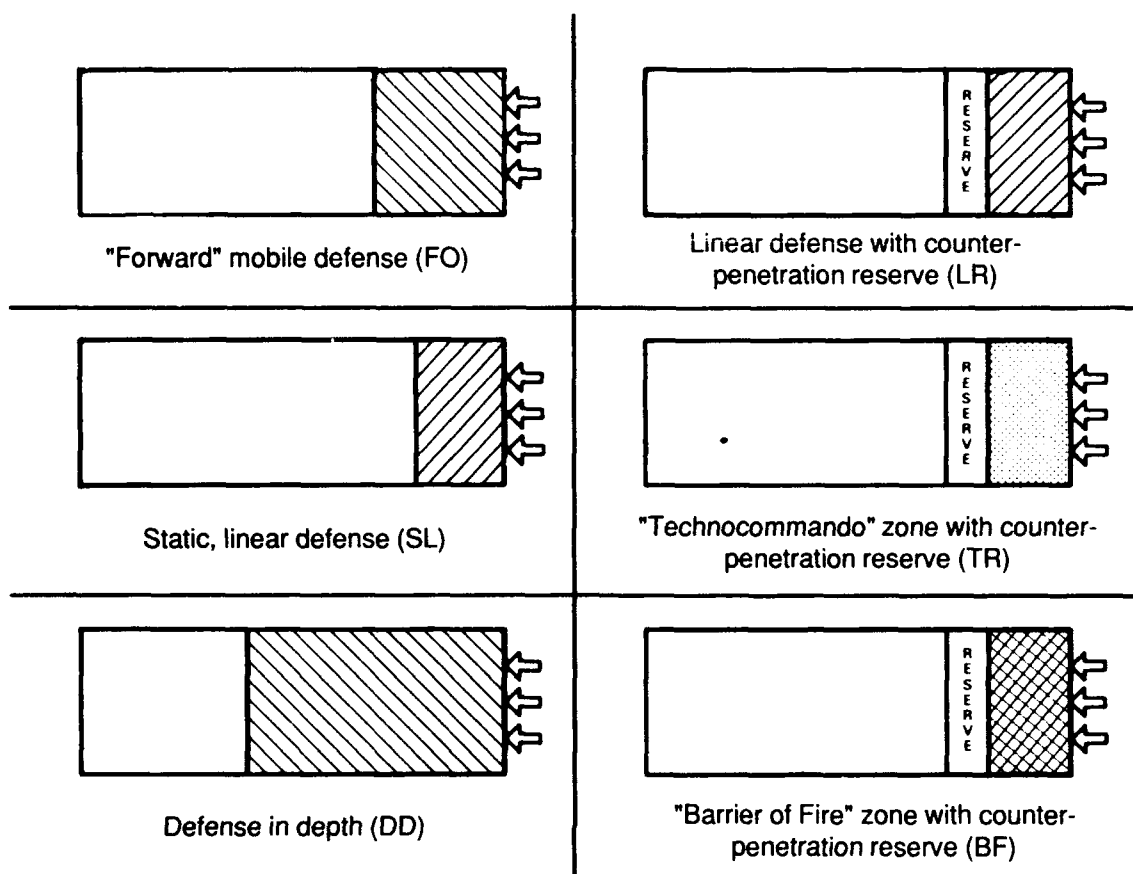 "Forward" mobile defense (FO)
RESERVE
Linear defense with counter-
penetration reserve (LR)
Static, linear defense (SL)
RESERVE
"Technocommando" zone with counter-
penetration reserve (TR)
Defense in depth (DD)
RESERVE
"Barrier of Fire" zone with counter-
penetration reserve (BF)